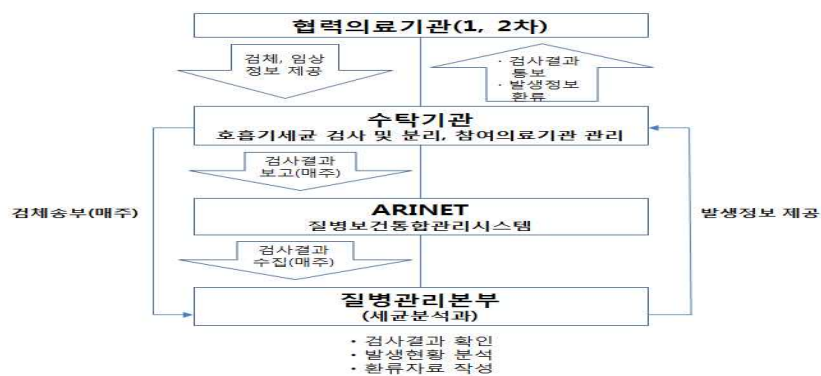 협력의료기관(1, 2차)
검체, 임상
정보 제공
· 검사결과
통보
· 발생정보
환류
수탁기관
호흡기세균 검사 및 분리, 참여의료기관 관리
검사결과
보고(매주)
검체송부(매주)
ARINET
질병보건통합관리시스템
발생정보 제공
검사결과
수집(매주)
질병관리본부
(세균분석과)
· 검사결과 확인
· 발생현황 분석
· 환류자료 작성